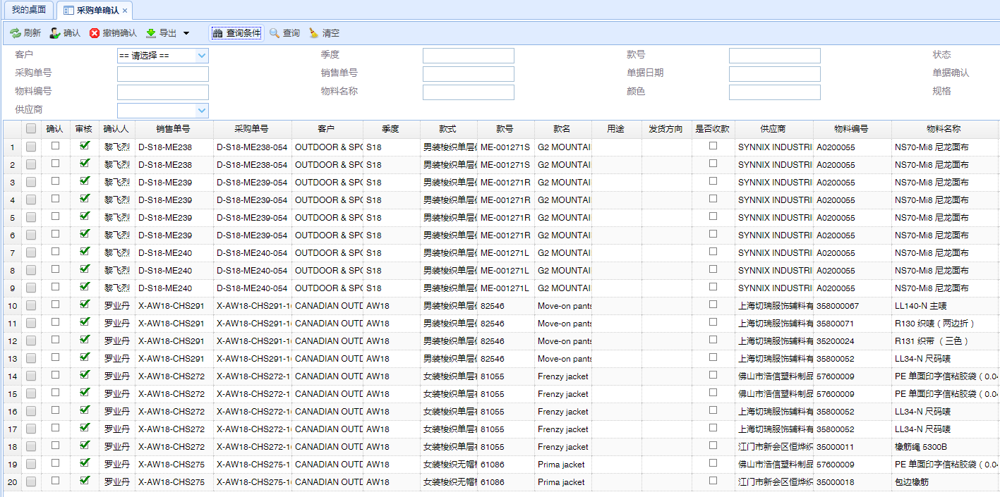 我的桌面 采购单确认 ×
刷新 确认 撤销确认 导出 查询条件 查询 清空
客户 == 请选择 == 季度 款号 状态
采购单号 销售单号 单据日期 单据确认
物料编号 物料名称 颜色 规格
供应商
确认 审核 确认人 销售单号 采购单号 客户 季度 款式 款号 款名 用途 发货方向 是否收款 供应商 物料编号 物料名称
1 黎飞烈 D-S18-ME238 D-S18-ME238-054 OUTDOOR & SPO S18 男装梭织单层 ME-001271S G2 MOUNTAI SYNNIX INDUSTRI A0200055 NS70-Mi8 尼龙面布
2 黎飞烈 D-S18-ME238 D-S18-ME238-054 OUTDOOR & SPO S18 男装梭织单层 ME-001271S G2 MOUNTAI SYNNIX INDUSTRI A0200055 NS70-Mi8 尼龙面布
3 黎飞烈 D-S18-ME239 D-S18-ME239-054 OUTDOOR & SPO S18 男装梭织单层 ME-001271R G2 MOUNTAI SYNNIX INDUSTRI A0200055 NS70-Mi8 尼龙面布
4 黎飞烈 D-S18-ME239 D-S18-ME239-054 OUTDOOR & SPO S18 男装梭织单层 ME-001271R G2 MOUNTAI SYNNIX INDUSTRI A0200055 NS70-Mi8 尼龙面布
5 黎飞烈 D-S18-ME239 D-S18-ME239-054 OUTDOOR & SPO S18 男装梭织单层 ME-001271R G2 MOUNTAI SYNNIX INDUSTRI A0200055 NS70-Mi8 尼龙面布
6 黎飞烈 D-S18-ME239 D-S18-ME239-054 OUTDOOR & SPO S18 男装梭织单层 ME-001271R G2 MOUNTAI SYNNIX INDUSTRI A0200055 NS70-Mi8 尼龙面布
7 黎飞烈 D-S18-ME240 D-S18-ME240-054 OUTDOOR & SPO S18 男装梭织单层 ME-001271L G2 MOUNTAI SYNNIX INDUSTRI A0200055 NS70-Mi8 尼龙面布
8 黎飞烈 D-S18-ME240 D-S18-ME240-054 OUTDOOR & SPO S18 男装梭织单层 ME-001271L G2 MOUNTAI SYNNIX INDUSTRI A0200055 NS70-Mi8 尼龙面布
9 黎飞烈 D-S18-ME240 D-S18-ME240-054 OUTDOOR & SPO S18 男装梭织单层 ME-001271L G2 MOUNTAI SYNNIX INDUSTRI A0200055 NS70-Mi8 尼龙面布
10 罗业丹 X-AW18-CHS291 X-AW18-CHS291-1 CANADIAN OUTD AW18 男装梭织单层 82546 Move-on pants 上海切瑞服饰辅料有 358000067 LL140-N 主唛
11 罗业丹 X-AW18-CHS291 X-AW18-CHS291-1 CANADIAN OUTD AW18 男装梭织单层 82546 Move-on pants 上海切瑞服饰辅料有 35800071 R130 织唛（两边折）
12 罗业丹 X-AW18-CHS291 X-AW18-CHS291-1 CANADIAN OUTD AW18 男装梭织单层 82546 Move-on pants 上海切瑞服饰辅料有 35200024 R131 织带 （三色）
13 罗业丹 X-AW18-CHS291 X-AW18-CHS291-1 CANADIAN OUTD AW18 男装梭织单层 82546 Move-on pants 上海切瑞服饰辅料有 35800052 LL34-N 尺码唛
14 罗业丹 X-AW18-CHS272 X-AW18-CHS272-1 CANADIAN OUTD AW18 女装梭织单层 81055 Frenzy jacket 佛山市浩信塑料制品 57600009 PE 单面印字信粘胶袋（0.04
15 罗业丹 X-AW18-CHS272 X-AW18-CHS272-1 CANADIAN OUTD AW18 女装梭织单层 81055 Frenzy jacket 佛山市浩信塑料制品 57600009 PE 单面印字信粘胶袋（0.04
16 罗业丹 X-AW18-CHS272 X-AW18-CHS272-1 CANADIAN OUTD AW18 女装梭织单层 81055 Frenzy jacket 上海切瑞服饰辅料有 35800052 LL34-N 尺码唛
17 罗业丹 X-AW18-CHS272 X-AW18-CHS272-1 CANADIAN OUTD AW18 女装梭织单层 81055 Frenzy jacket 上海切瑞服饰辅料有 35800052 LL34-N 尺码唛
18 罗业丹 X-AW18-CHS272 X-AW18-CHS272-1 CANADIAN OUTD AW18 女装梭织单层 81055 Frenzy jacket 江门市新会区恒烨织 35000011 橡筋绳 5300B
19 罗业丹 X-AW18-CHS275 X-AW18-CHS275-1 CANADIAN OUTD AW18 女装梭织无帽 61086 Prima jacket 佛山市浩信塑料制品 57600009 PE 单面印字信粘胶袋（0.04
20 罗业丹 X-AW18-CHS275 X-AW18-CHS275-1 CANADIAN OUTD AW18 女装梭织无帽 61086 Prima jacket 江门市新会区恒烨织 35000018 包边橡筋